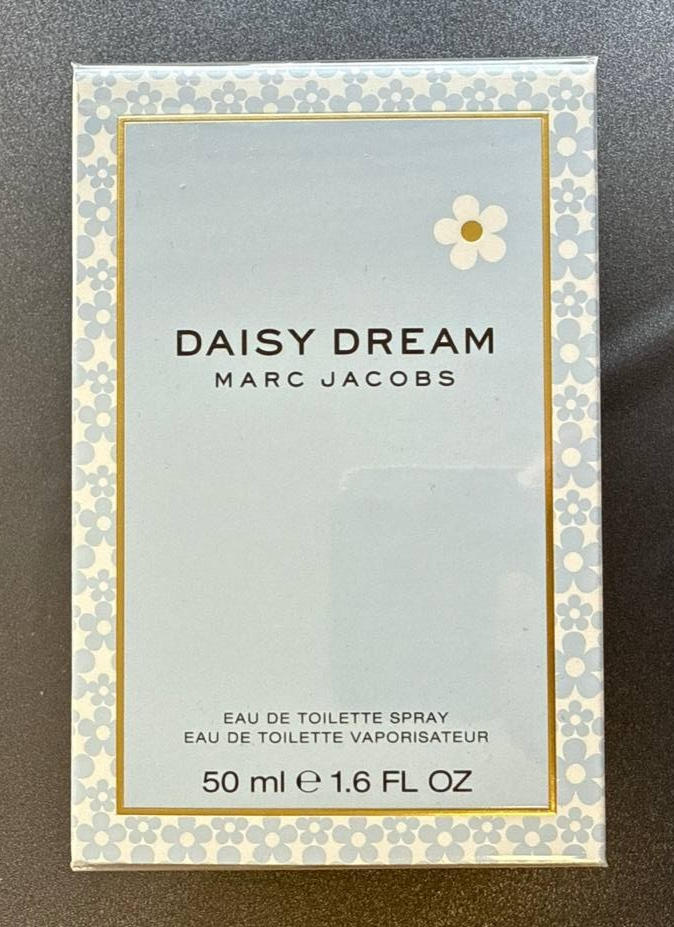 DAISY DREAM
MARC JACOBS
EAU DE TOILETTE SPRAY
EAU DE TOILETTE VAPORISATEUR
50 ml ℮ 1.6 FL OZ